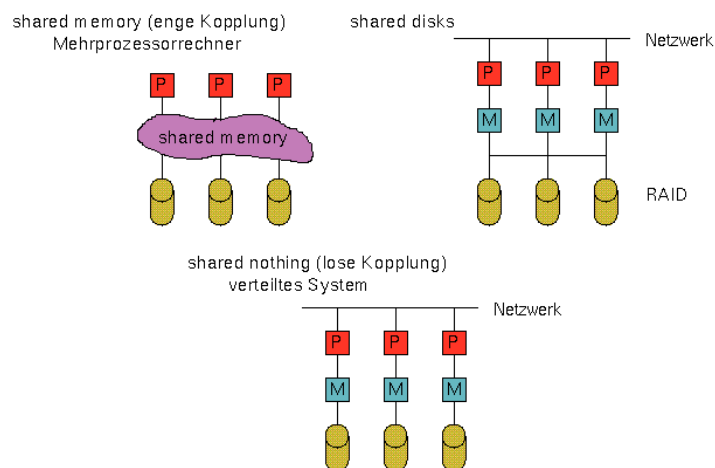 shared memory (enge Kopplung)
Mehrprozessorrechner
P P P
shared memory
shared disks
Netzwerk
P P P
M M M
RAID
shared nothing (lose Kopplung)
verteiltes System
Netzwerk
P P P
M M M